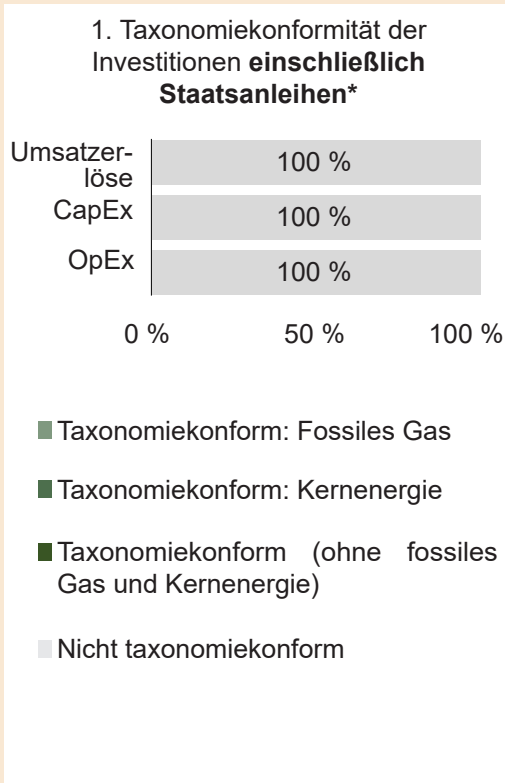 1. Taxonomiekonformität der
Investitionen einschließlich
Staatsanleihen*
Umsatzer-
löse
100 %
CapEx
100 %
OpEx
100 %
0 % 50 % 100 %
Taxonomiekonform: Fossiles Gas
Taxonomiekonform: Kernenergie
Taxonomiekonform (ohne fossiles
Gas und Kernenergie)
Nicht taxonomiekonform